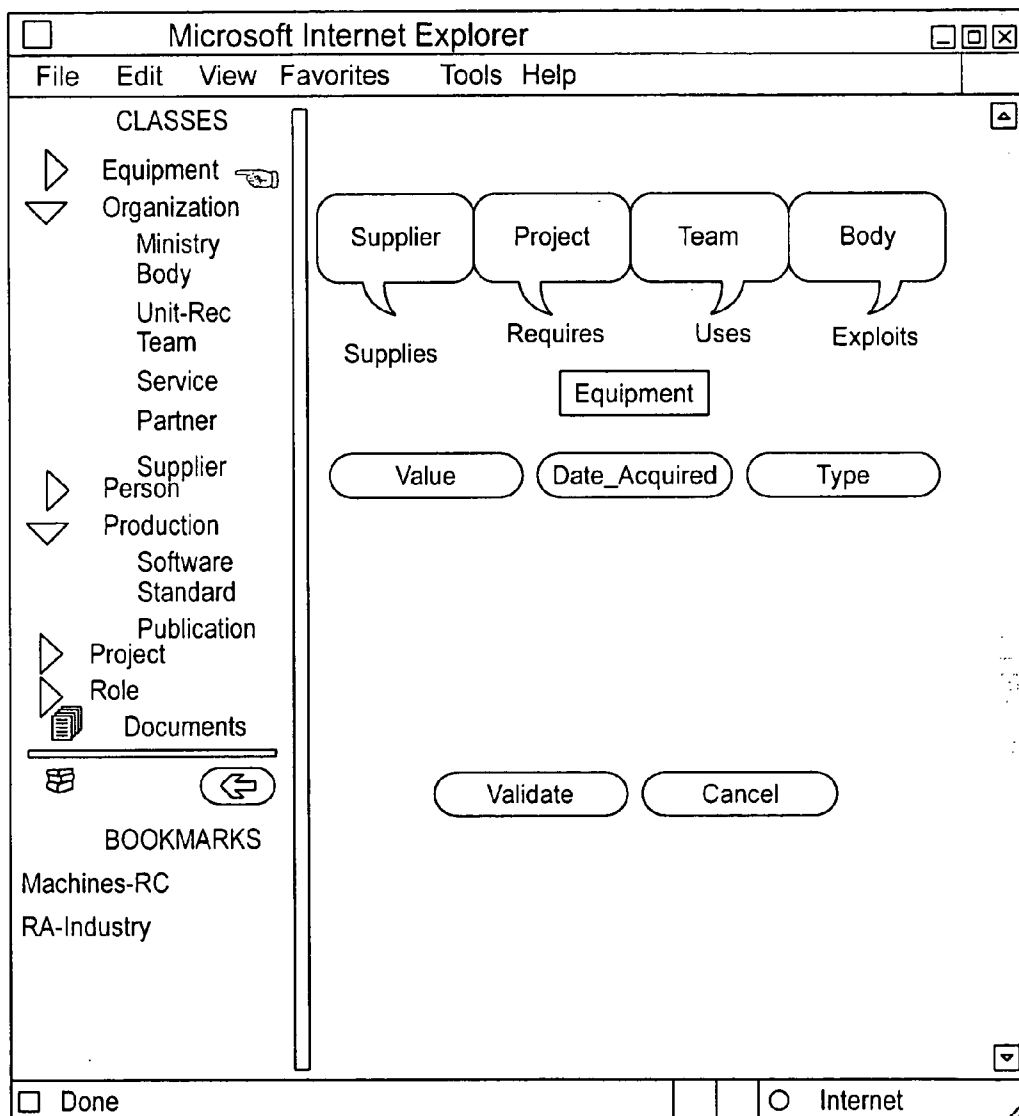 Microsoft Internet Explorer
File Edit View Favorites Tools Help
CLASSES
Equipment
Organization
Ministry
Body
Unit-Rec
Team
Service
Partner
Supplier
Person
Production
Software
Standard
Publication
Project
Role
Documents
BOOKMARKS
Machines-RC
RA-Industry
Supplier Project Team Body
Supplies Requires Uses Exploits
Equipment
Value Date_Acquired Type
Validate Cancel
Done Internet